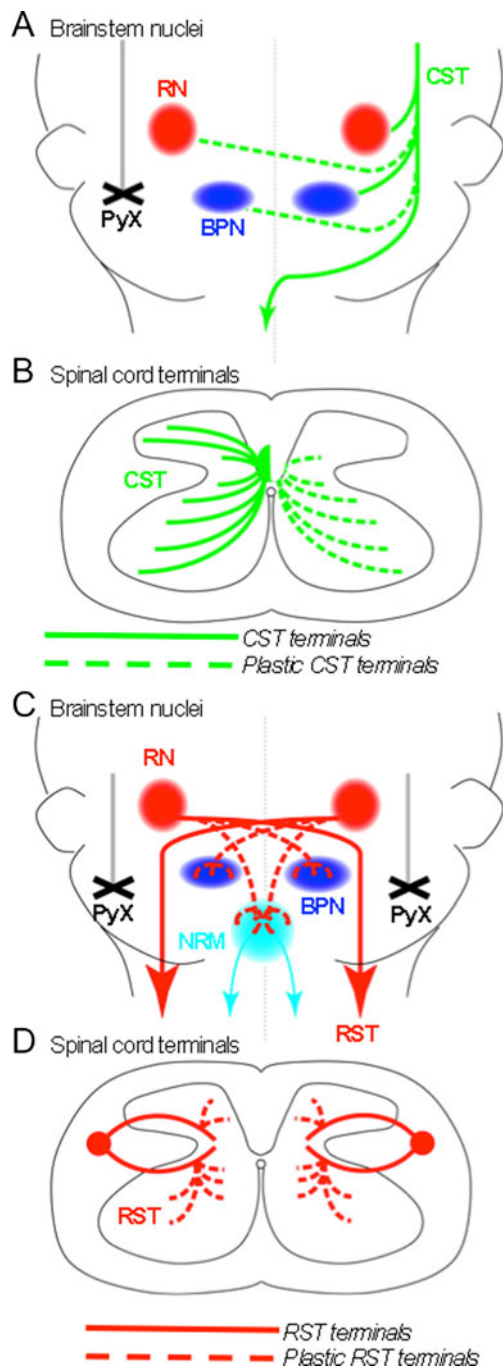 A Brainstem nuclei
RN
CST
PyX
BPN
B Spinal cord terminals
CST
CST terminals
Plastic CST terminals
C Brainstem nuclei
RN
PyX
BPN
PyX
NRM
RST
D Spinal cord terminals
RST
RST terminals
Plastic RST terminals